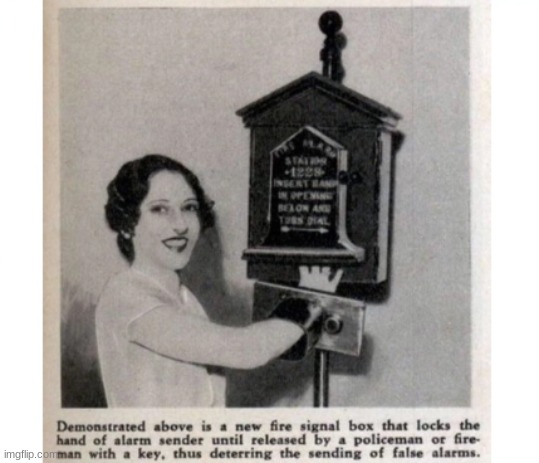 FIRE ALARM
STATION
1228
INSERT HAND
IN OPENING
BELOW AND
TURN DIAL
Demonstrated above is a new fire signal box that locks the
hand of alarm sender until released by a policeman or fire-
man with a key, thus deterring the sending of false alarms.
imgflip.com